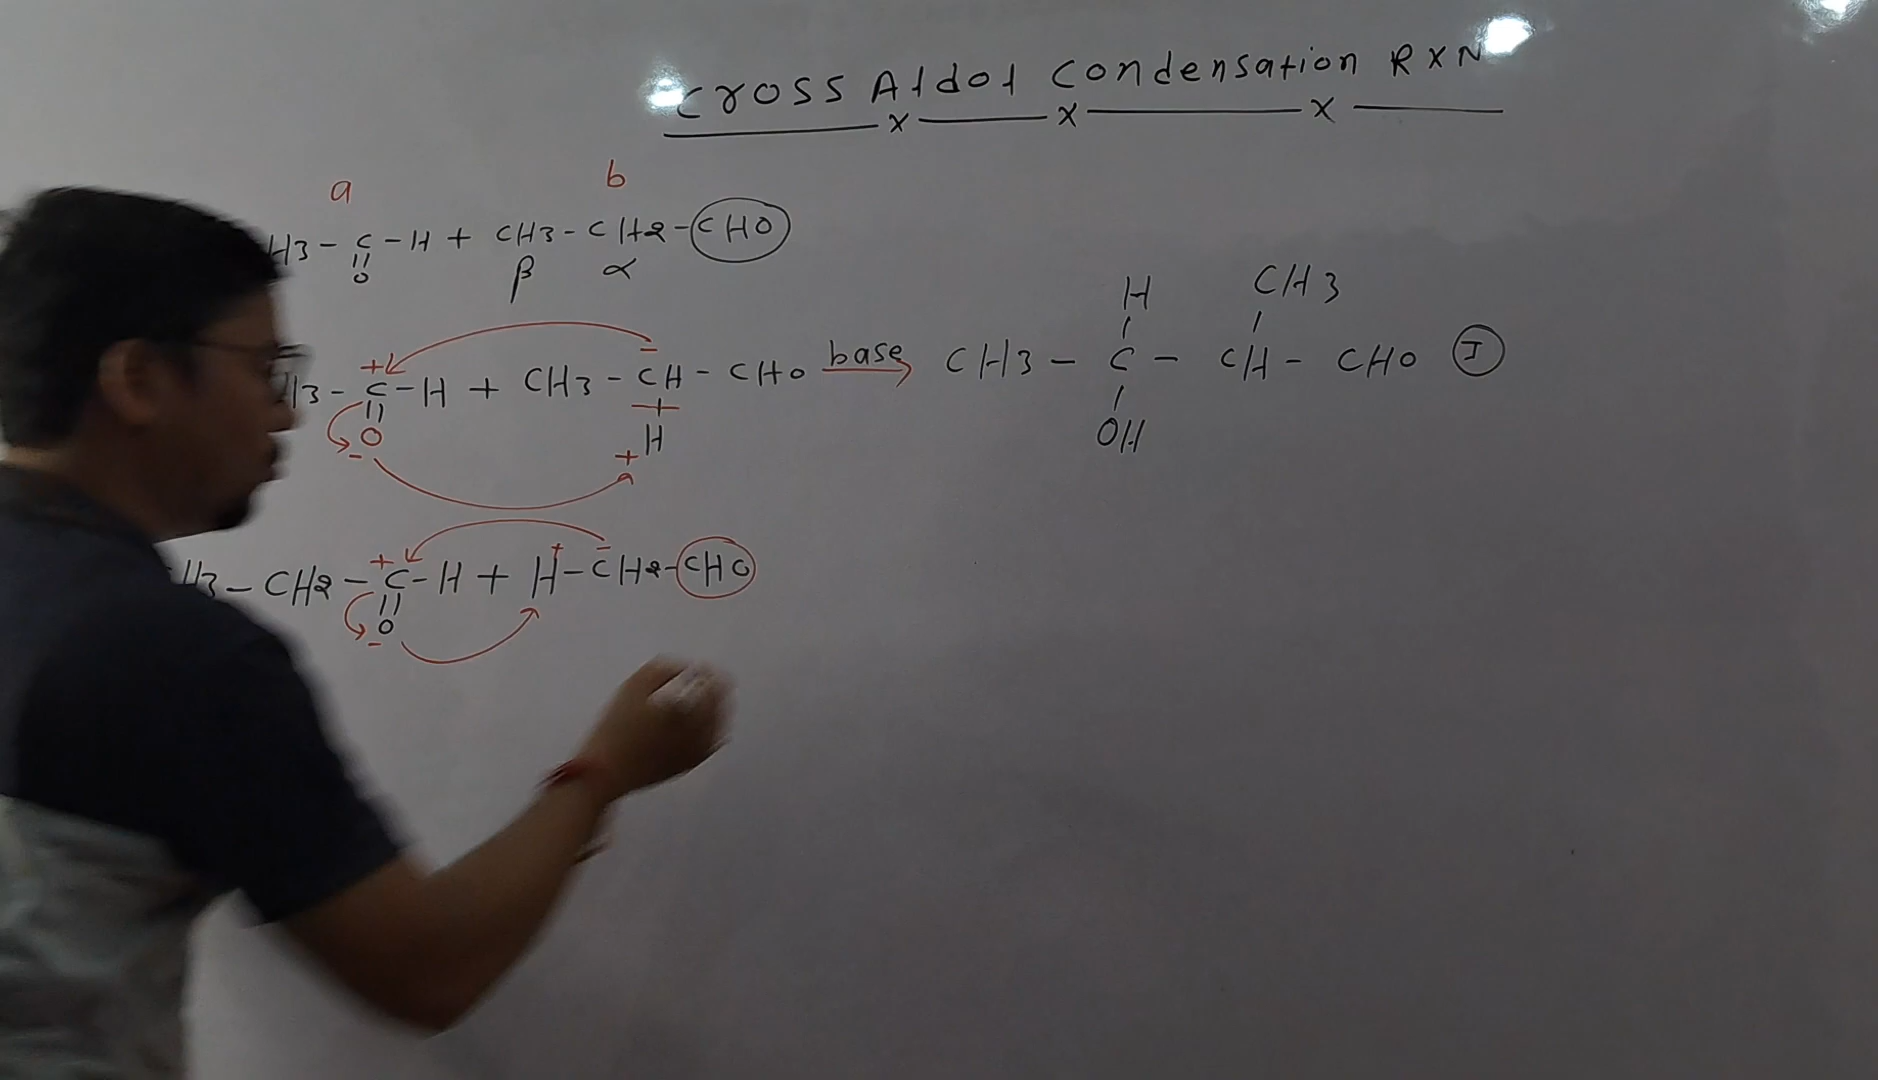 Cross Aldol Condensation RXN
x x x
a b
H3 - C - H + CH3 - CH2 - CHO
O β α
H CH3
H3 - C - H + CH3 - CH - CHO base CH3 - C - CH - CHO I
+ -
O H OH
- +
+ + -
H3 - CH2 - C - H + H - CH2 - CHO
O
-